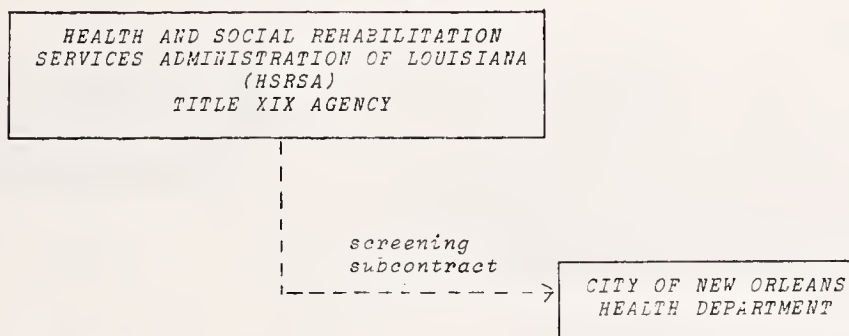 HEALTH AND SOCIAL REHABILITATION
SERVICES ADMINISTRATION OF LOUISIANA
(HSRSA)
TITLE XIX AGENCY
screening
subcontract
CITY OF NEW ORLEANS
HEALTH DEPARTMENT